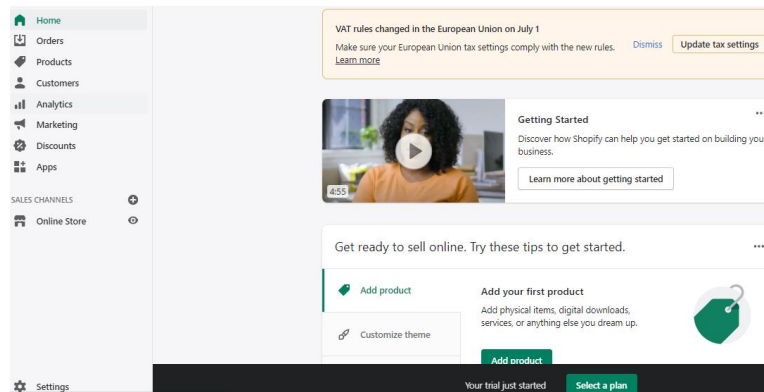 Home
Orders
Products
Customers
Analytics
Marketing
Discounts
Apps
SALES CHANNELS
Online Store
Settings
VAT rules changed in the European Union on July 1
Make sure your European Union tax settings comply with the new rules.
Learn more
Dismiss
Update tax settings
4:55
Getting Started
Discover how Shopify can help you get started on building you
business.
Learn more about getting started
Get ready to sell online. Try these tips to get started.
Add product
Customize theme
Add your first product
Add physical items, digital downloads,
services, or anything else you dream up.
Add product
Your trial just started
Select a plan